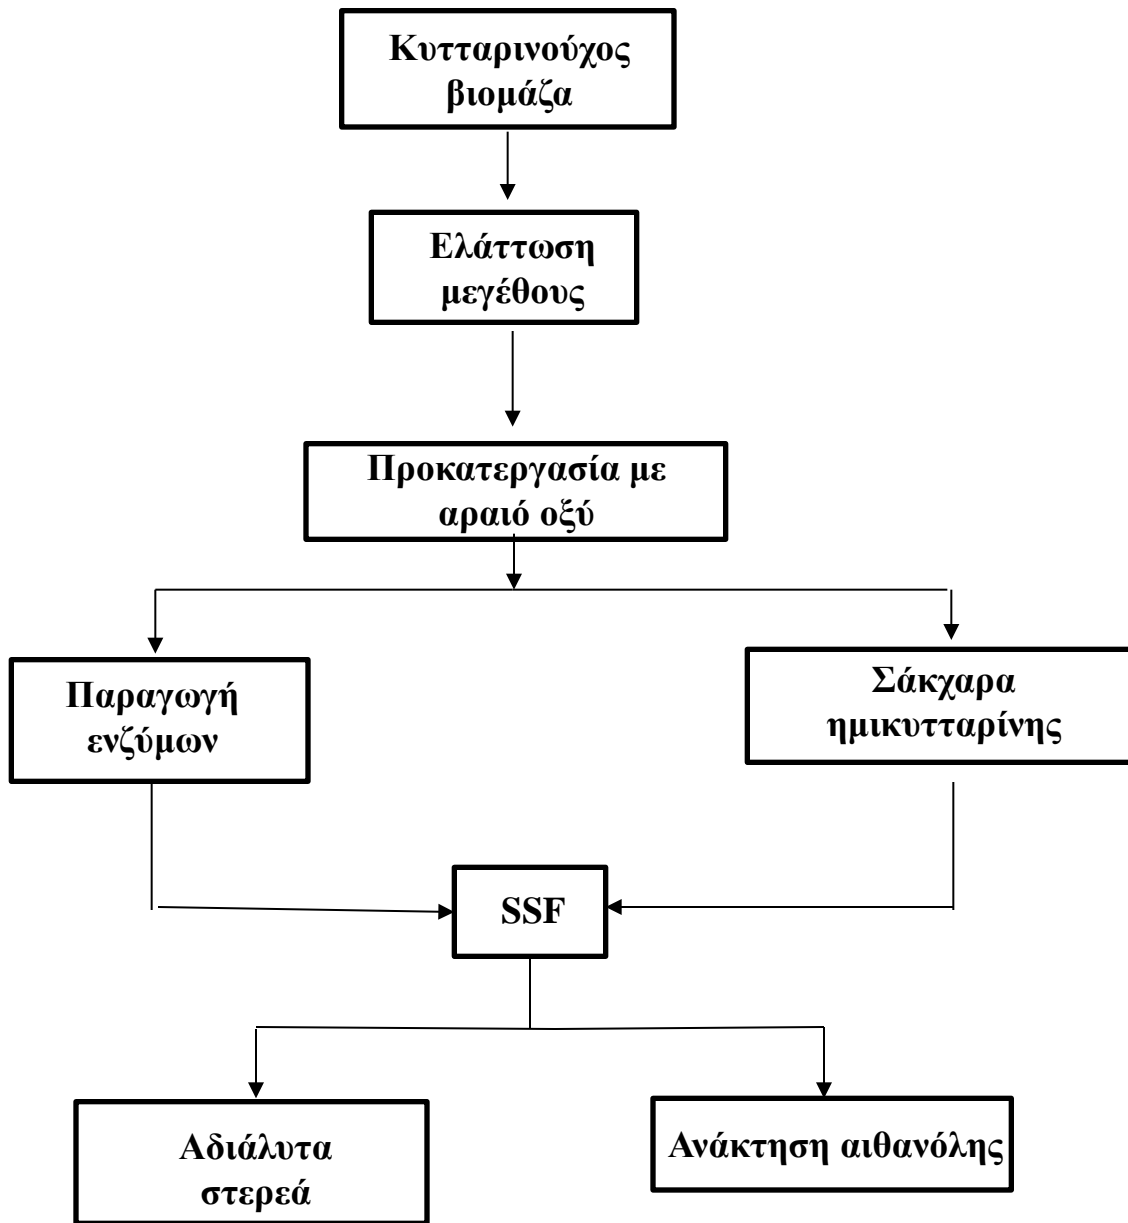 Κυτταρινούχος
βιομάζα
Ελάττωση
μεγέθους
Προκατεργασία με
αραιό οξύ
Παραγωγή
ενζύμων
Σάκχαρα
ημικυτταρίνης
SSF
Αδιάλυτα
στερεά
Ανάκτηση αιθανόλης